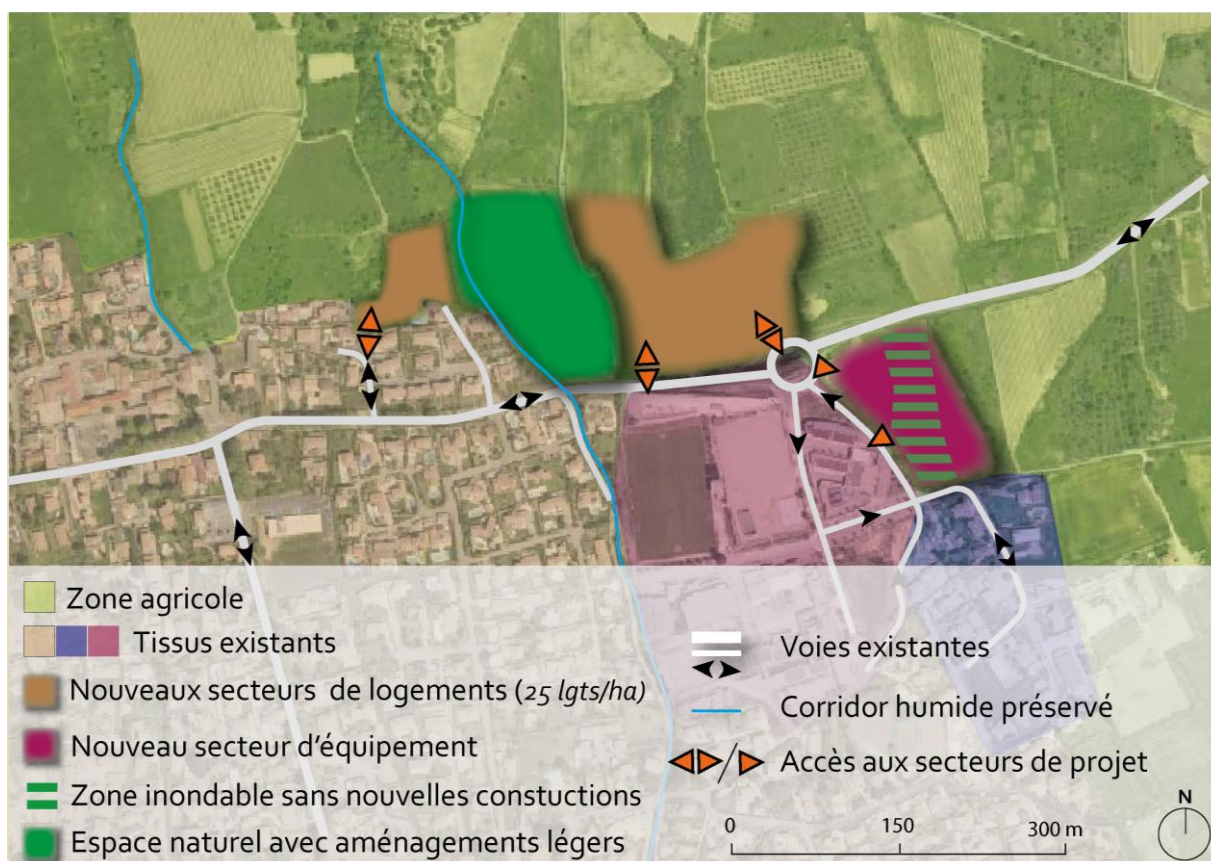 Zone agricole
Tissus existants
Nouveaux secteurs de logements (25 lgts/ha)
Nouveau secteur d'équipement
Zone inondable sans nouvelles constuctions
Espace naturel avec aménagements légers
Voies existantes
Corridor humide préservé
Accès aux secteurs de projet
0 150 300 m
N